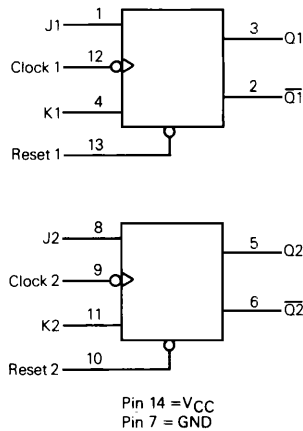 J1 1 3 Q1
Clock 1 12
2 Q1
K1 4
Reset 1 13
J2 8 5 Q2
Clock 2 9
6 Q2
K2 11
Reset 2 10
Pin 14 = VCC
Pin 7 = GND